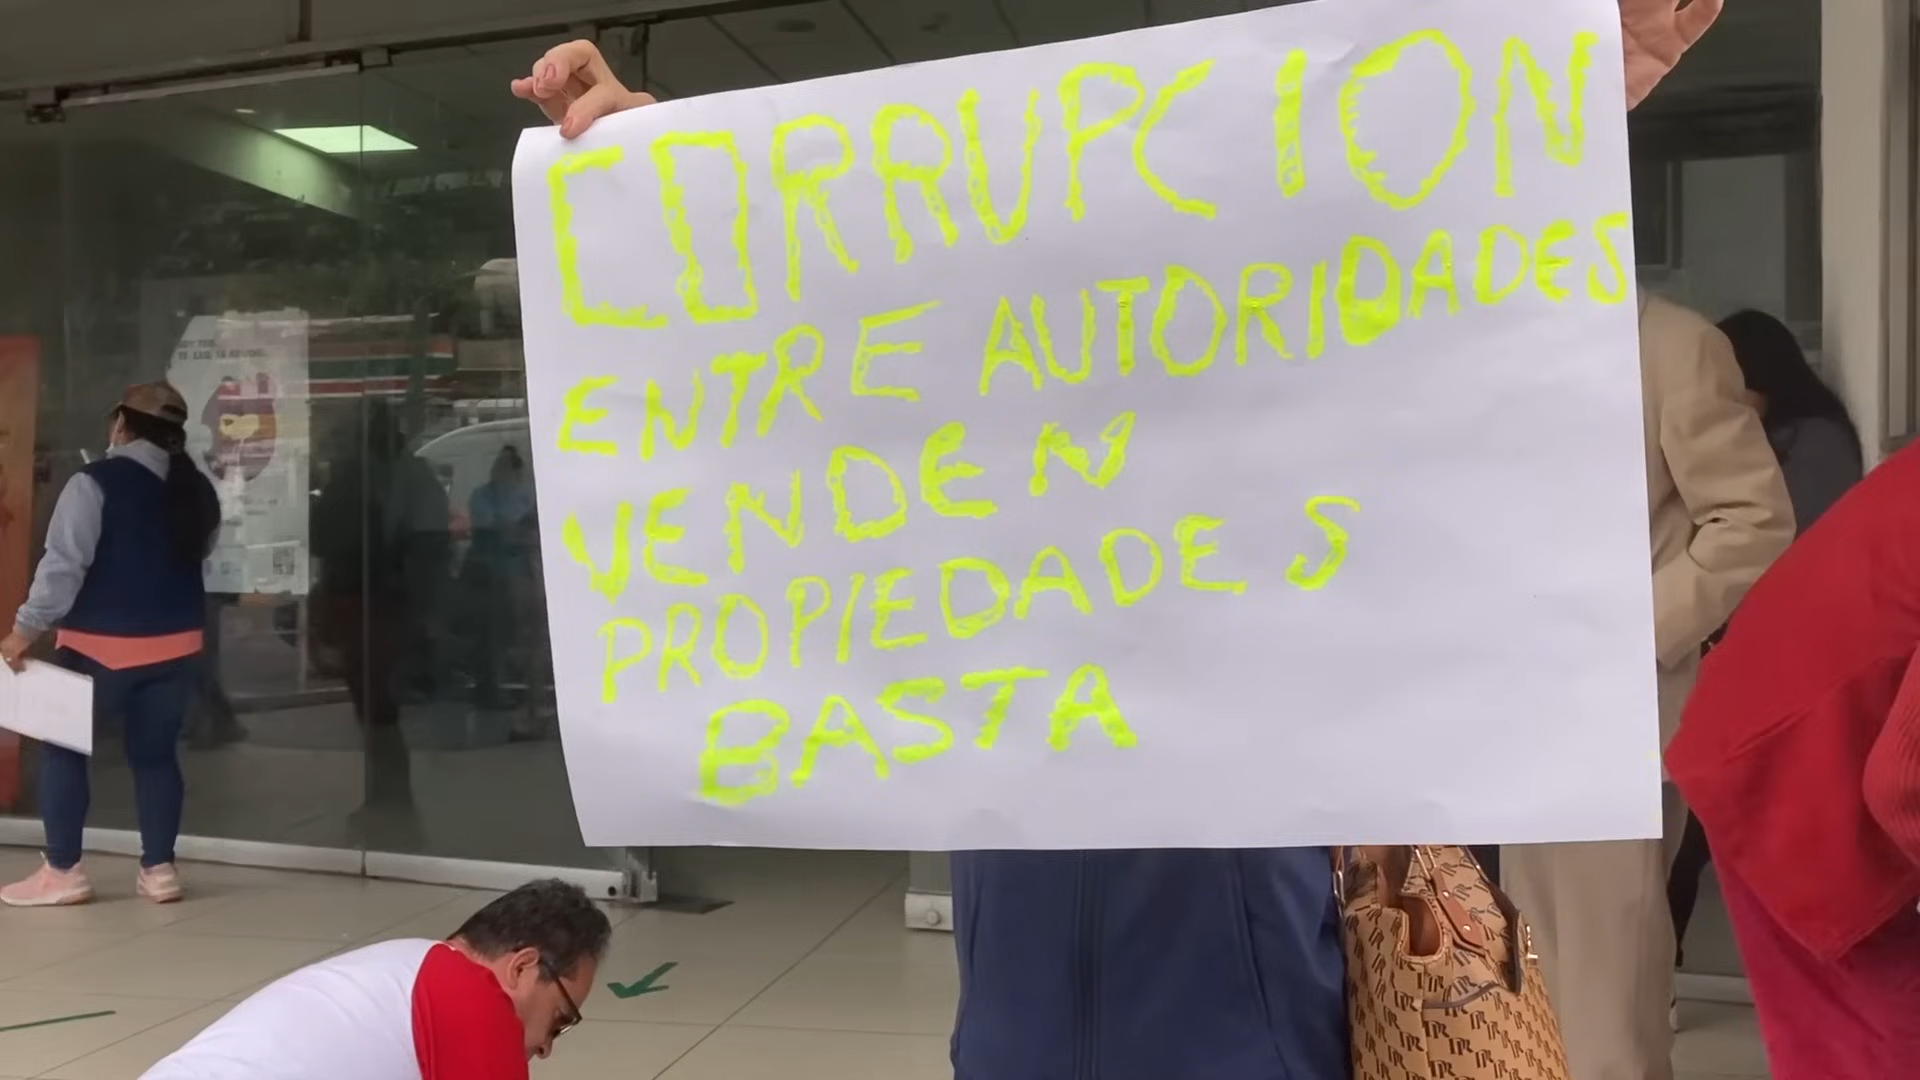 CORRUPCION
ENTRE AUTORIDADES
VENDEN
PROPIEDADES
BASTA